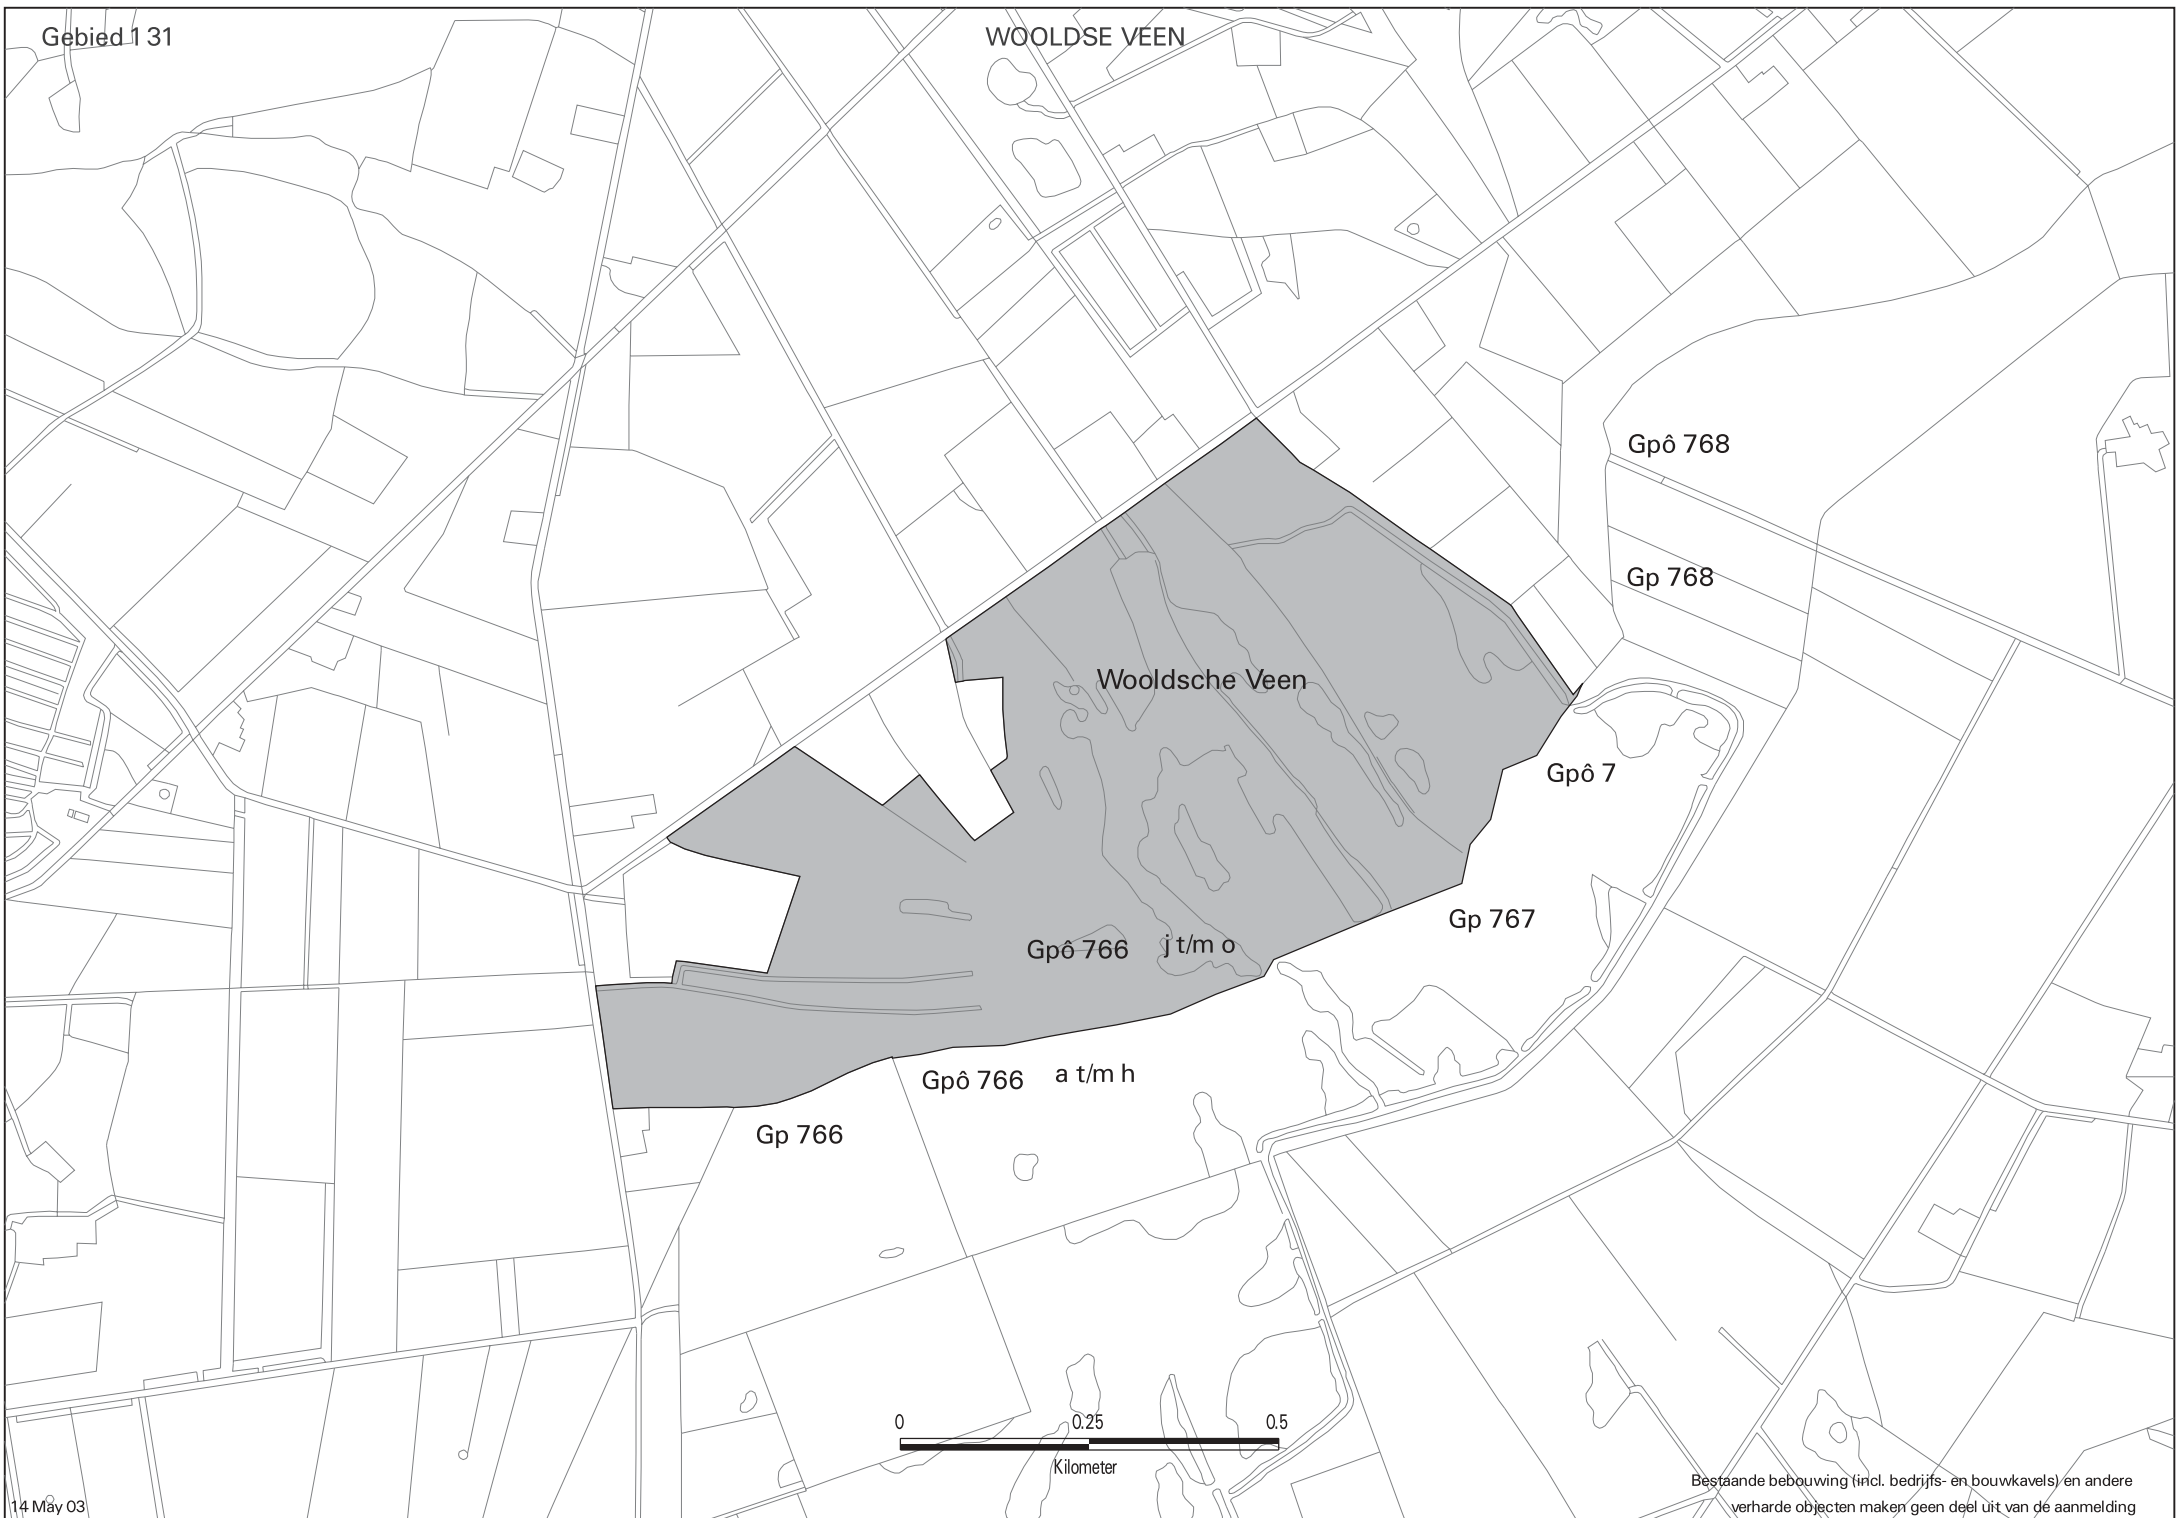 Gebied 131
WOOLDSE VEEN
Gpô 768
Gp 768
Wooldsche Veen
Gpô 7
Gp 767
Gpô 766 j t/m o
Gpô 766 a t/m h
Gp 766
0 0.25 0.5
Kilometer
Bestaande bebouwing (incl. bedrijfs- en bouwkavels) en andere
verharde objecten maken geen deel uit van de aanmelding
14 May 03